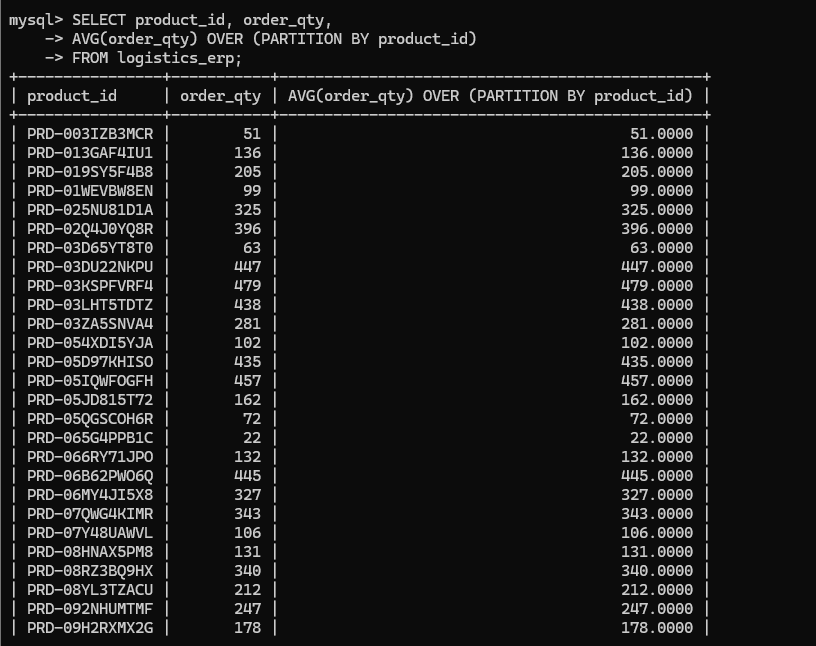 mysql> SELECT product_id, order_qty,
    -> AVG(order_qty) OVER (PARTITION BY product_id)
    -> FROM logistics_erp;
+----------------+-----------+-----------------------------------------------+
| product_id     | order_qty | AVG(order_qty) OVER (PARTITION BY product_id) |
+----------------+-----------+-----------------------------------------------+
| PRD-003IZB3MCR |        51 |                                       51.0000 |
| PRD-013GAF4IU1 |       136 |                                      136.0000 |
| PRD-019SY5F4B8 |       205 |                                      205.0000 |
| PRD-01WEVBW8EN |        99 |                                       99.0000 |
| PRD-025NU81D1A |       325 |                                      325.0000 |
| PRD-02Q4J0YQ8R |       396 |                                      396.0000 |
| PRD-03D65YT8T0 |        63 |                                       63.0000 |
| PRD-03DU22NKPU |       447 |                                      447.0000 |
| PRD-03KSPFVRF4 |       479 |                                      479.0000 |
| PRD-03LHT5TDTZ |       438 |                                      438.0000 |
| PRD-03ZA5SNVA4 |       281 |                                      281.0000 |
| PRD-054XDI5YJA |       102 |                                      102.0000 |
| PRD-05D97KHISO |       435 |                                      435.0000 |
| PRD-05IQWFOGFH |       457 |                                      457.0000 |
| PRD-05JD815T72 |       162 |                                      162.0000 |
| PRD-05QGSCOH6R |        72 |                                       72.0000 |
| PRD-065G4PPB1C |        22 |                                       22.0000 |
| PRD-066RY71JPO |       132 |                                      132.0000 |
| PRD-06B62PWO6Q |       445 |                                      445.0000 |
| PRD-06MY4JI5X8 |       327 |                                      327.0000 |
| PRD-07QWG4KIMR |       343 |                                      343.0000 |
| PRD-07Y48UAWVL |       106 |                                      106.0000 |
| PRD-08HNAX5PM8 |       131 |                                      131.0000 |
| PRD-08RZ3BQ9HX |       340 |                                      340.0000 |
| PRD-08YL3TZACU |       212 |                                      212.0000 |
| PRD-092NHUMTMF |       247 |                                      247.0000 |
| PRD-09H2RXMX2G |       178 |                                      178.0000 |